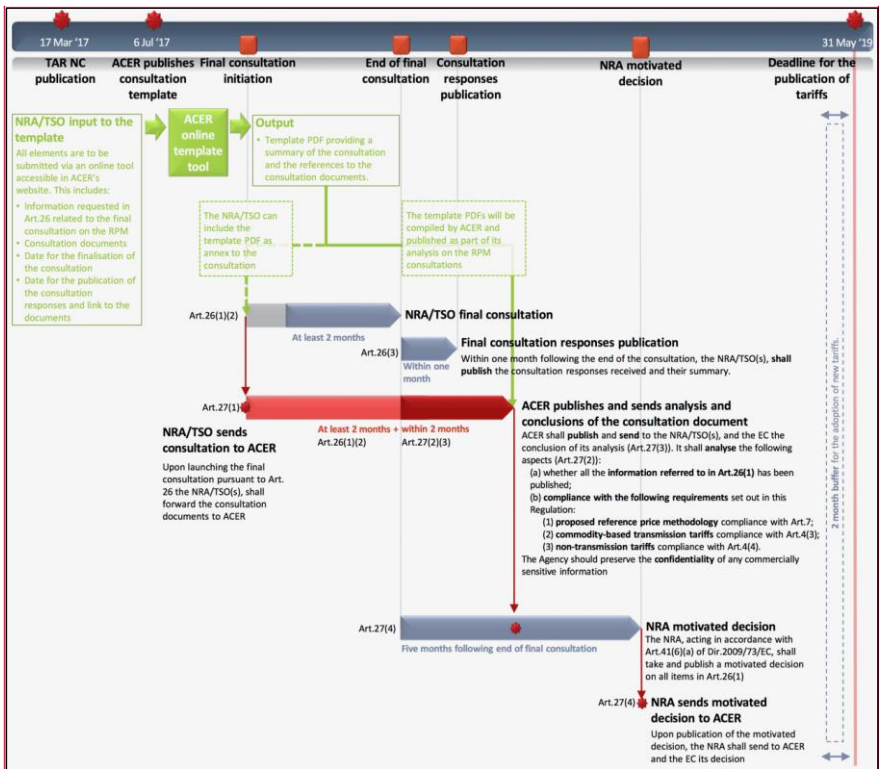 17 Mar '17
6 Jul '17
31 May '19
TAR NC
publication
ACER publishes
consultation
template
Final consultation
initiation
End of final
consultation
Consultation
responses
publication
NRA motivated
decision
Deadline for the
publication of
tariffs
NRA/TSO input to the
template
All elements are to be
submitted via an online tool
accessible in ACER's
website. This includes:
• Information requested in
Art.26 related to the final
consultation on the RPM
• Consultation documents
• Date for the finalisation of
the consultation
• Date for the publication of
the consultation
responses and link to the
documents
ACER
online
template
tool
Output
• Template PDF providing a
summary of the consultation
and the references to the
consultation documents.
The NRA/TSO can
include the
template PDF as
annex to the
consultation
The template PDFs will be
compiled by ACER and
published as part of its
analysis on the RPM
consultations
Art.26(1)(2)
NRA/TSO final consultation
At least 2 months
Art.26(3)
Within one
month
Final consultation responses publication
Within one month following the end of the consultation, the NRA/TSO(s), shall
publish the consultation responses received and their summary.
Art.27(1)
NRA/TSO sends
consultation to ACER
Upon launching the final
consultation pursuant to Art.
26 the NRA/TSO(s), shall
forward the consultation
documents to ACER
At least 2 months + within 2 months
Art.26(1)(2)
Art.27(2)(3)
ACER publishes and sends analysis and
conclusions of the consultation document
ACER shall publish and send to the NRA/TSO(s), and the EC the
conclusion of its analysis (Art.27(3)). It shall analyse the following
aspects (Art.27(2)):
(a) whether all the information referred to in Art.26(1) has been
published;
(b) compliance with the following requirements set out in this
Regulation:
(1) proposed reference price methodology compliance with Art.7;
(2) commodity-based transmission tariffs compliance with Art.4(3);
(3) non-transmission tariffs compliance with Art.4(4).
The Agency should preserve the confidentiality of any commercially
sensitive information
Art.27(4)
Five months following end of final consultation
NRA motivated decision
The NRA, acting in accordance with
Art.41(6)(a) of Dir.2009/73/EC, shall
take and publish a motivated decision
on all items in Art.26(1)
Art.27(4)
NRA sends motivated
decision to ACER
Upon publication of the motivated
decision, the NRA shall send to ACER
and the EC its decision
2 month buffer for the adoption of new tariffs.